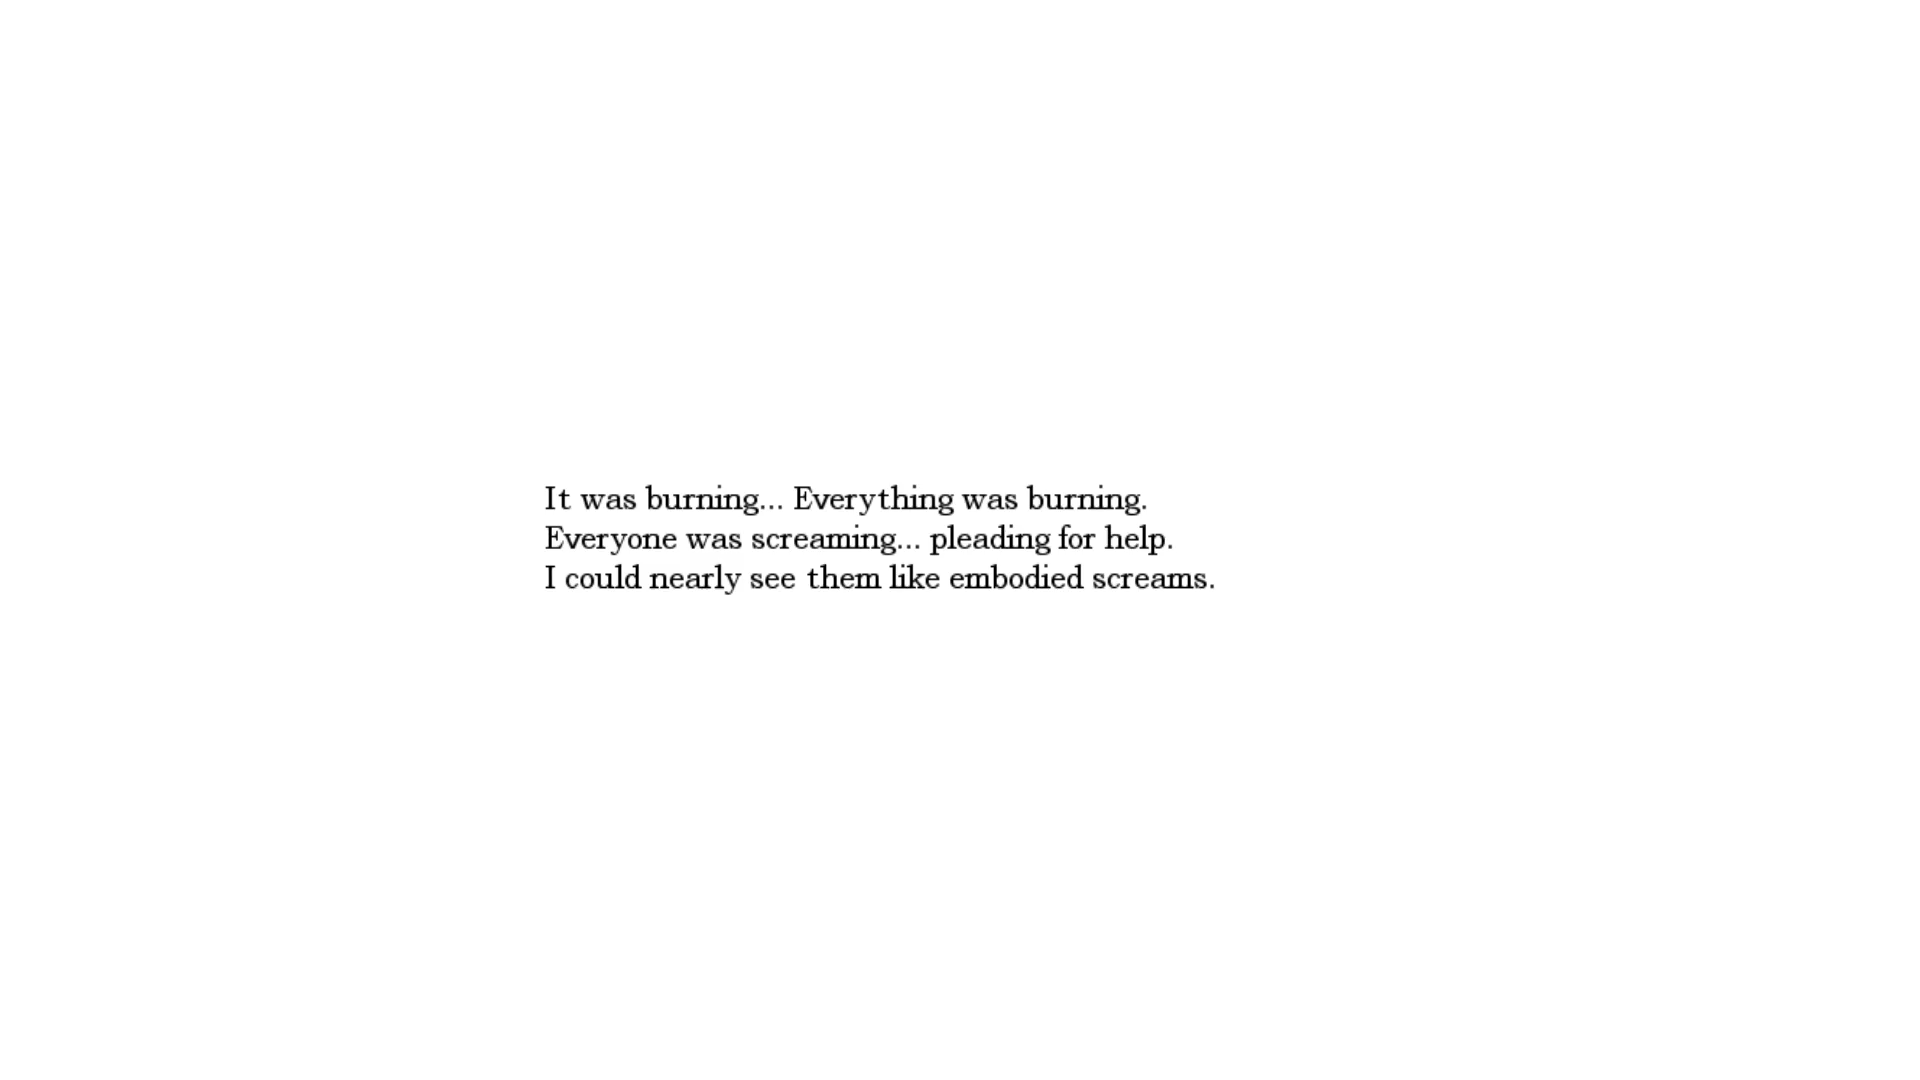 It was burning... Everything was burning.
Everyone was screaming... pleading for help.
I could nearly see them like embodied screams.